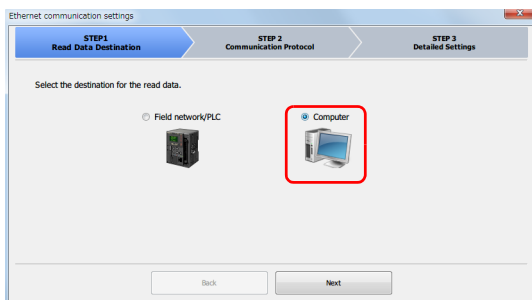 Ethernet communication settings
STEP1
Read Data Destination
STEP 2
Communication Protocol
STEP 3
Detailed Settings
Select the destination for the read data.
Field network/PLC
Computer
Back
Next